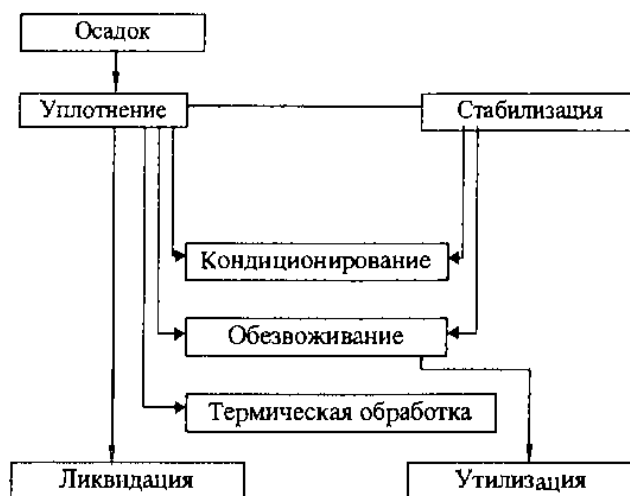 Осадок
Уплотнение
Стабилизация
Кондиционирование
Обезвоживание
Термическая обработка
Ликвидация
Утилизация